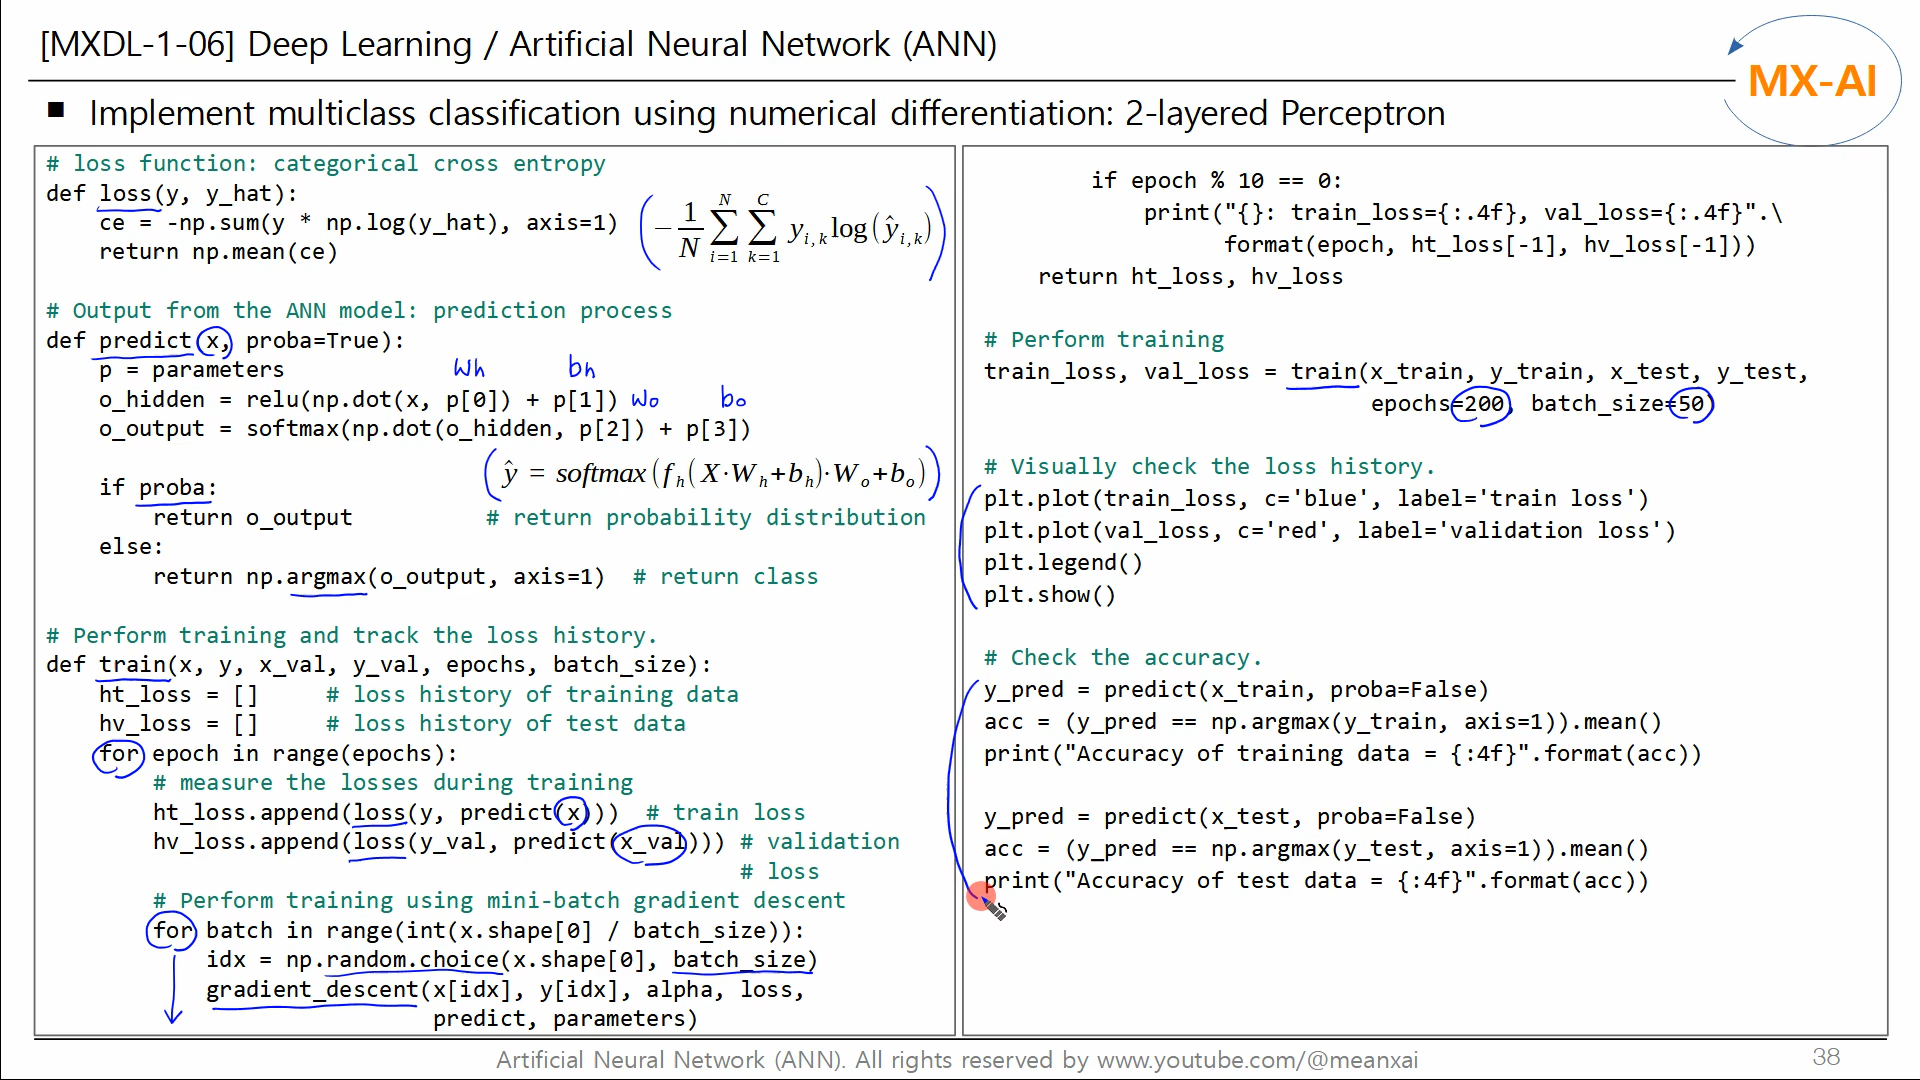 [MXDL-1-06] Deep Learning / Artificial Neural Network (ANN)
MX-AI
■ Implement multiclass classification using numerical differentiation: 2-layered Perceptron
# loss function: categorical cross entropy
def loss(y, y_hat):
    ce = -np.sum(y * np.log(y_hat), axis=1)
    return np.mean(ce)
(−1/N ∑_{i=1}^{N} ∑_{k=1}^{C} y_{i,k} log(ŷ_{i,k}))
# Output from the ANN model: prediction process
def predict(x, proba=True):
    p = parameters
Wh bh
    o_hidden = relu(np.dot(x, p[0]) + p[1])
Wo bo
    o_output = softmax(np.dot(o_hidden, p[2]) + p[3])
(ŷ = softmax(f_h(X·W_h+b_h)·W_o+b_o))
    if proba:
        return o_output          # return probability distribution
    else:
        return np.argmax(o_output, axis=1)  # return class
# Perform training and track the loss history.
def train(x, y, x_val, y_val, epochs, batch_size):
    ht_loss = []     # loss history of training data
    hv_loss = []     # loss history of test data
    for epoch in range(epochs):
        # measure the losses during training
        ht_loss.append(loss(y, predict(x)))  # train loss
        hv_loss.append(loss(y_val, predict(x_val))) # validation
                                                    # loss
        # Perform training using mini-batch gradient descent
        for batch in range(int(x.shape[0] / batch_size)):
            idx = np.random.choice(x.shape[0], batch_size)
            gradient_descent(x[idx], y[idx], alpha, loss,
                             predict, parameters)
        if epoch % 10 == 0:
            print("{}: train_loss={:.4f}, val_loss={:.4f}".\
                  format(epoch, ht_loss[-1], hv_loss[-1]))
    return ht_loss, hv_loss
# Perform training
train_loss, val_loss = train(x_train, y_train, x_test, y_test,
                             epochs=200, batch_size=50)
# Visually check the loss history.
plt.plot(train_loss, c='blue', label='train loss')
plt.plot(val_loss, c='red', label='validation loss')
plt.legend()
plt.show()
# Check the accuracy.
y_pred = predict(x_train, proba=False)
acc = (y_pred == np.argmax(y_train, axis=1)).mean()
print("Accuracy of training data = {:4f}".format(acc))
y_pred = predict(x_test, proba=False)
acc = (y_pred == np.argmax(y_test, axis=1)).mean()
print("Accuracy of test data = {:4f}".format(acc))
Artificial Neural Network (ANN). All rights reserved by www.youtube.com/@meanxai
38